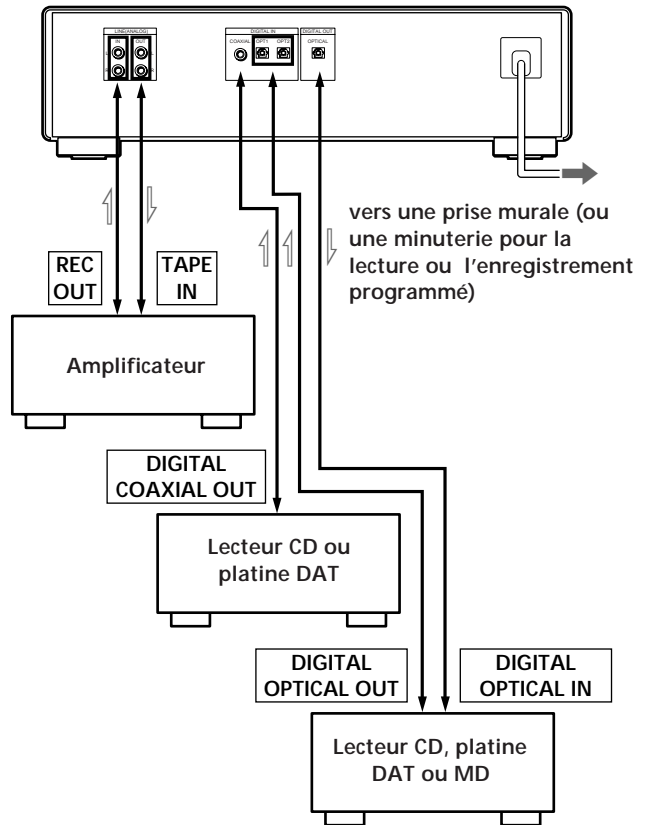 LINE(ANALOG)
IN OUT
L L
R R
DIGITAL IN
COAXIAL OPT1 OPT2
DIGITAL OUT
OPTICAL
vers une prise murale (ou
une minuterie pour la
lecture ou l'enregistrement
programmé)
REC
OUT
TAPE
IN
Amplificateur
DIGITAL
COAXIAL OUT
Lecteur CD ou
platine DAT
DIGITAL
OPTICAL OUT
DIGITAL
OPTICAL IN
Lecteur CD, platine
DAT ou MD